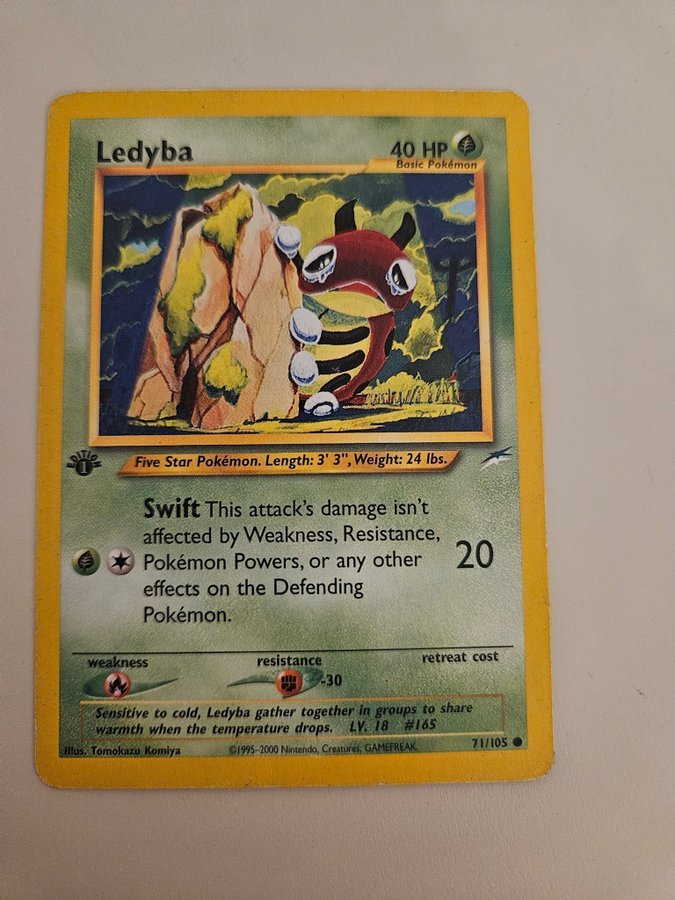 Ledyba
40 HP
Basic Pokémon
Five Star Pokémon. Length: 3' 3", Weight: 24 lbs.
EDITION
1
Swift This attack's damage isn't
affected by Weakness, Resistance,
Pokémon Powers, or any other
effects on the Defending
Pokémon.
20
weakness
resistance
retreat cost
-30
Sensitive to cold, Ledyba gather together in groups to share
warmth when the temperature drops. LV. 18 #165
Illus. Tomokazu Komiya
©1995-2000 Nintendo, Creatures, GAMEFREAK.
71/105